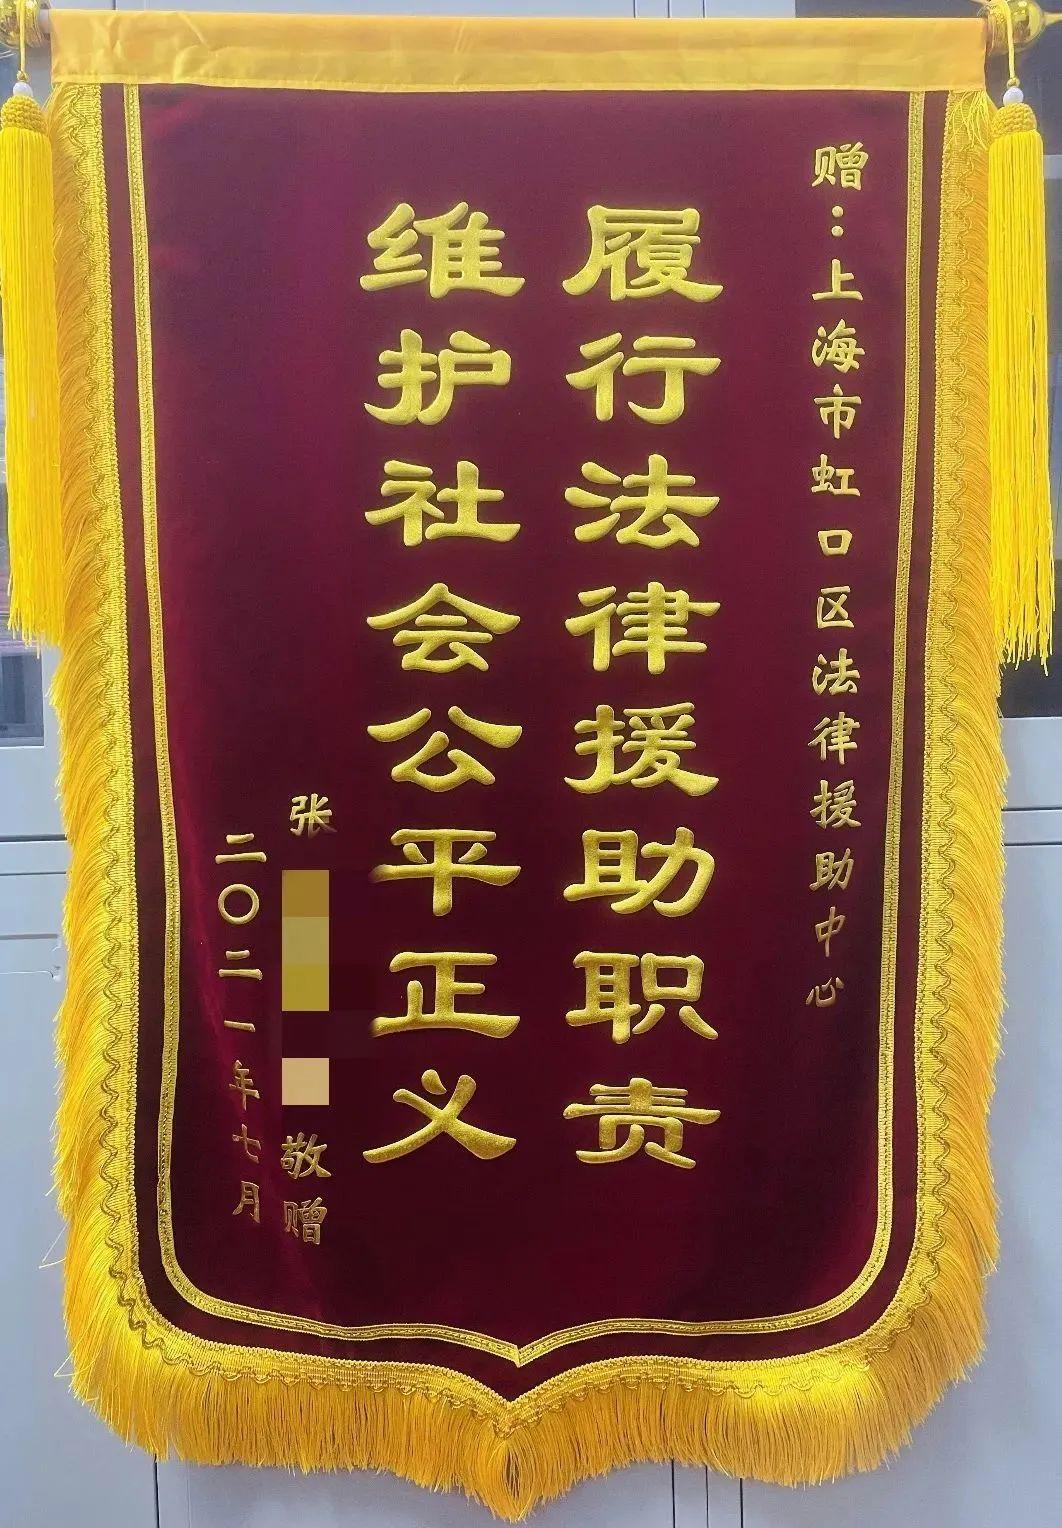 赠：上海市虹口区法律援助中心
履行法律援助职责
维护社会公平正义
张 敬赠
二〇二一年七月